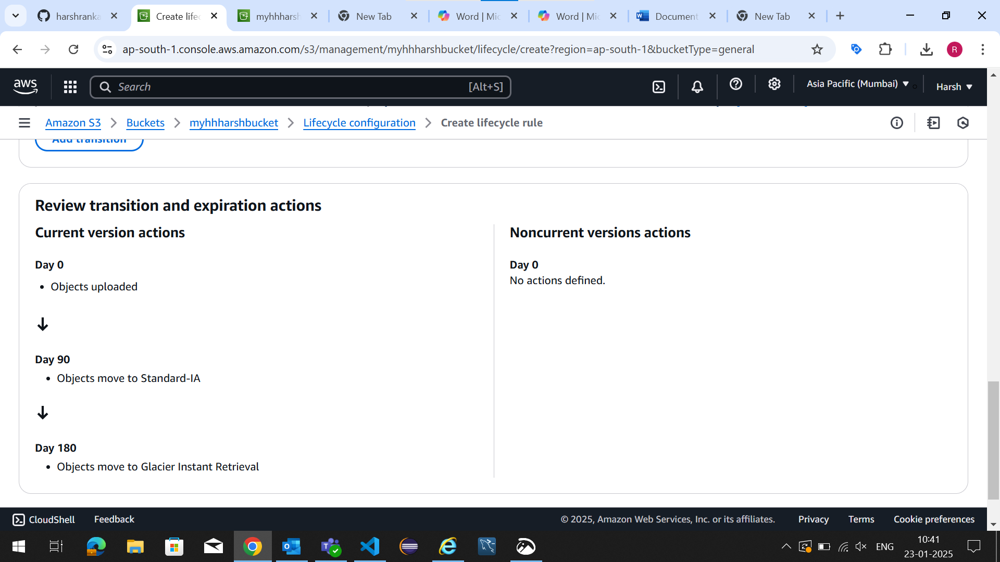 harshranka
Create lifec
myhhharsh
New Tab
Word | Mic
Word | Mic
Document
New Tab
ap-south-1.console.aws.amazon.com/s3/management/myhhharshbucket/lifecycle/create?region=ap-south-1&bucketType=general
R
aws
Search
[Alt+S]
Asia Pacific (Mumbai)
Harsh
Amazon S3
Buckets
myhhharshbucket
Lifecycle configuration
Create lifecycle rule
Add transition
Review transition and expiration actions
Current version actions
Day 0
Objects uploaded
Day 90
Objects move to Standard-IA
Day 180
Objects move to Glacier Instant Retrieval
Noncurrent versions actions
Day 0
No actions defined.
CloudShell
Feedback
© 2025, Amazon Web Services, Inc. or its affiliates.
Privacy
Terms
Cookie preferences
ENG
10:41
23-01-2025